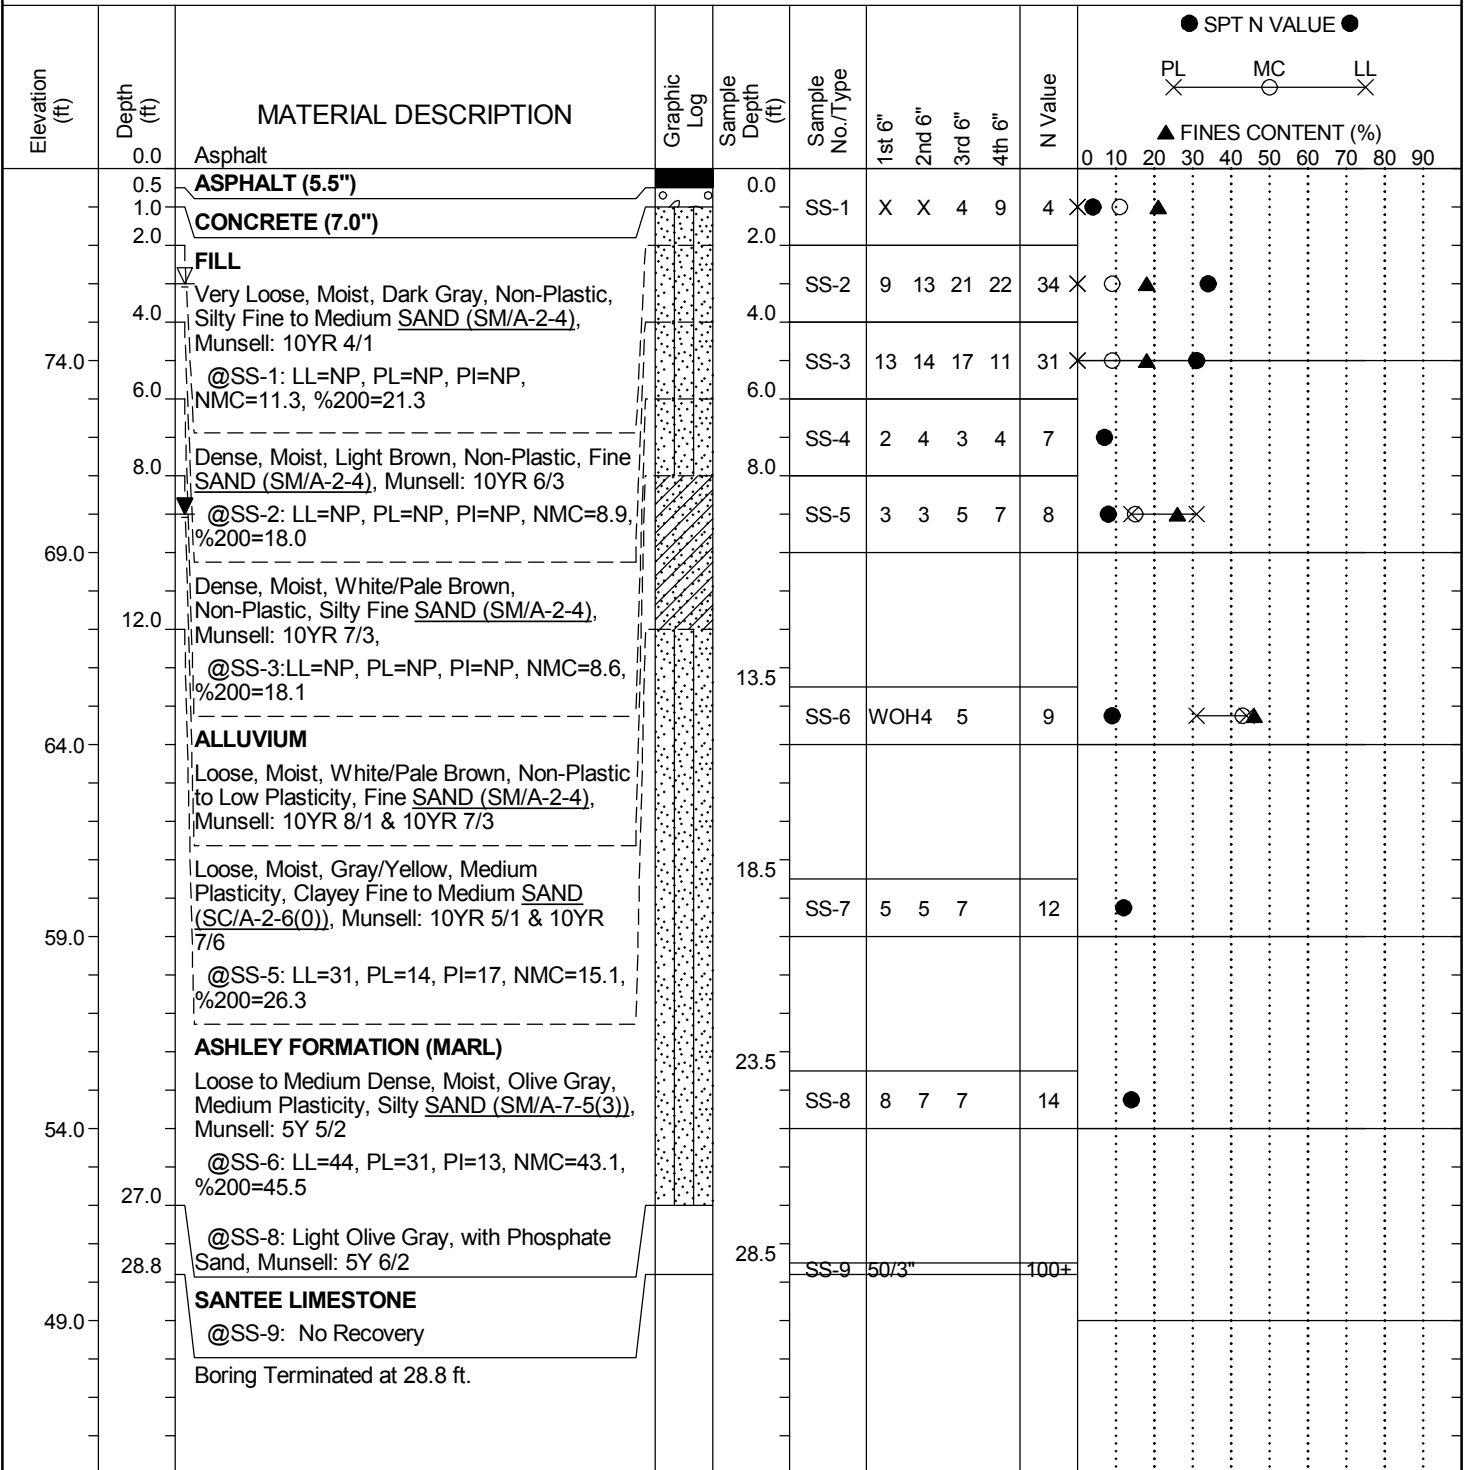 ● SPT N VALUE ●
PL MC LL
▲ FINES CONTENT (%)
0 10 20 30 40 50 60 70 80 90
Elevation (ft)
Depth (ft)
MATERIAL DESCRIPTION
Graphic Log
Sample Depth (ft)
Sample No./Type
1st 6"
2nd 6"
3rd 6"
4th 6"
N Value
0.0 Asphalt
0.5 ASPHALT (5.5")
1.0 CONCRETE (7.0")
2.0
FILL
Very Loose, Moist, Dark Gray, Non-Plastic,
Silty Fine to Medium SAND (SM/A-2-4),
Munsell: 10YR 4/1
@SS-1: LL=NP, PL=NP, PI=NP,
NMC=11.3, %200=21.3
Dense, Moist, Light Brown, Non-Plastic, Fine
SAND (SM/A-2-4), Munsell: 10YR 6/3
@SS-2: LL=NP, PL=NP, PI=NP, NMC=8.9,
%200=18.0
Dense, Moist, White/Pale Brown,
Non-Plastic, Silty Fine SAND (SM/A-2-4),
Munsell: 10YR 7/3,
@SS-3:LL=NP, PL=NP, PI=NP, NMC=8.6,
%200=18.1
ALLUVIUM
Loose, Moist, White/Pale Brown, Non-Plastic
to Low Plasticity, Fine SAND (SM/A-2-4),
Munsell: 10YR 8/1 & 10YR 7/3
Loose, Moist, Gray/Yellow, Medium
Plasticity, Clayey Fine to Medium SAND
(SC/A-2-6(0)), Munsell: 10YR 5/1 & 10YR
7/6
@SS-5: LL=31, PL=14, PI=17, NMC=15.1,
%200=26.3
ASHLEY FORMATION (MARL)
Loose to Medium Dense, Moist, Olive Gray,
Medium Plasticity, Silty SAND (SM/A-7-5(3)),
Munsell: 5Y 5/2
@SS-6: LL=44, PL=31, PI=13, NMC=43.1,
%200=45.5
@SS-8: Light Olive Gray, with Phosphate
Sand, Munsell: 5Y 6/2
SANTEE LIMESTONE
@SS-9: No Recovery
Boring Terminated at 28.8 ft.
4.0
6.0
8.0
12.0
27.0
28.8
74.0
69.0
64.0
59.0
54.0
49.0
0.0
2.0
4.0
6.0
8.0
13.5
18.5
23.5
28.5
SS-1 X X 4 9 4
SS-2 9 13 21 22 34
SS-3 13 14 17 11 31
SS-4 2 4 3 4 7
SS-5 3 3 5 7 8
SS-6 WOH4 5 9
SS-7 5 5 7 12
SS-8 8 7 7 14
SS-9 50/3" 100+